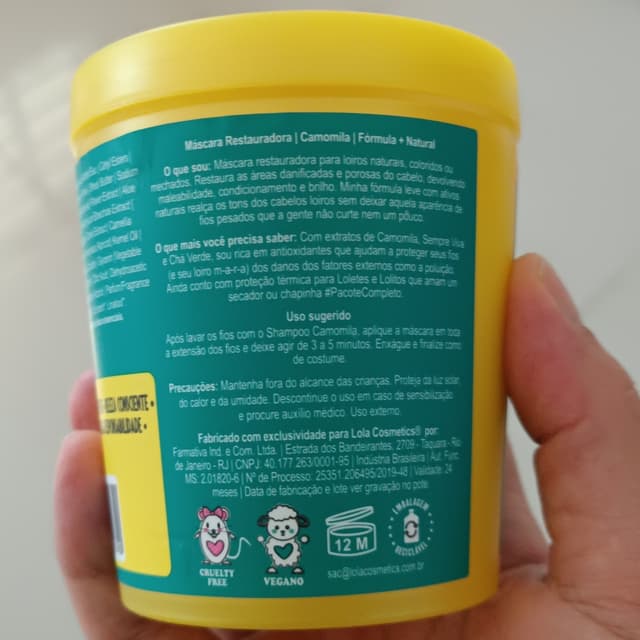 Máscara Restauradora | Camomila | Fórmula + Natural
O que sou: Máscara restauradora para loiros naturais, coloridos ou
mechados. Restaura as áreas danificadas e porosas do cabelo, devolvendo
maleabilidade, condicionamento e brilho. Minha fórmula leve com ativos
naturais realça os tons dos cabelos loiros sem deixar aquela aparência de
fios pesados que a gente não curte nem um pouco.
O que mais você precisa saber: Com extratos de Camomila, Sempre Viva
e Chá Verde, sou rica em antioxidantes que ajudam a proteger seus fios
(e seu loiro m-a-r-a) dos danos dos fatores externos como a poluição.
Ainda conto com proteção térmica para Loletes e Lolitos que amam um
secador ou chapinha #PacoteCompleto.
Uso sugerido
Após lavar os fios com o Shampoo Camomila, aplique a máscara em toda
a extensão dos fios e deixe agir de 3 a 5 minutos. Enxágue e finalize como
de costume.
Precauções: Mantenha fora do alcance das crianças. Proteja da luz solar,
do calor e da umidade. Descontinue o uso em caso de sensibilização
e procure auxílio médico. Uso externo.
Fabricado com exclusividade para Lola Cosmetics® por:
Farmativa Ind. e Com. Ltda. | Estrada dos Bandeirantes, 2709 - Taquara - Rio
de Janeiro - RJ | CNPJ: 40.177.263/0001-95 | Indústria Brasileira | Aut. Func.
MS: 2.01820-6 | Nº de Processo: 25351.206495/2019-48 | Validade: 24
meses | Data de fabricação e lote ver gravação no pote.
CRUELTY
FREE
VEGANO
12 M
EMBALAGEM
RECICLÁVEL
sac@lolacosmetics.com.br